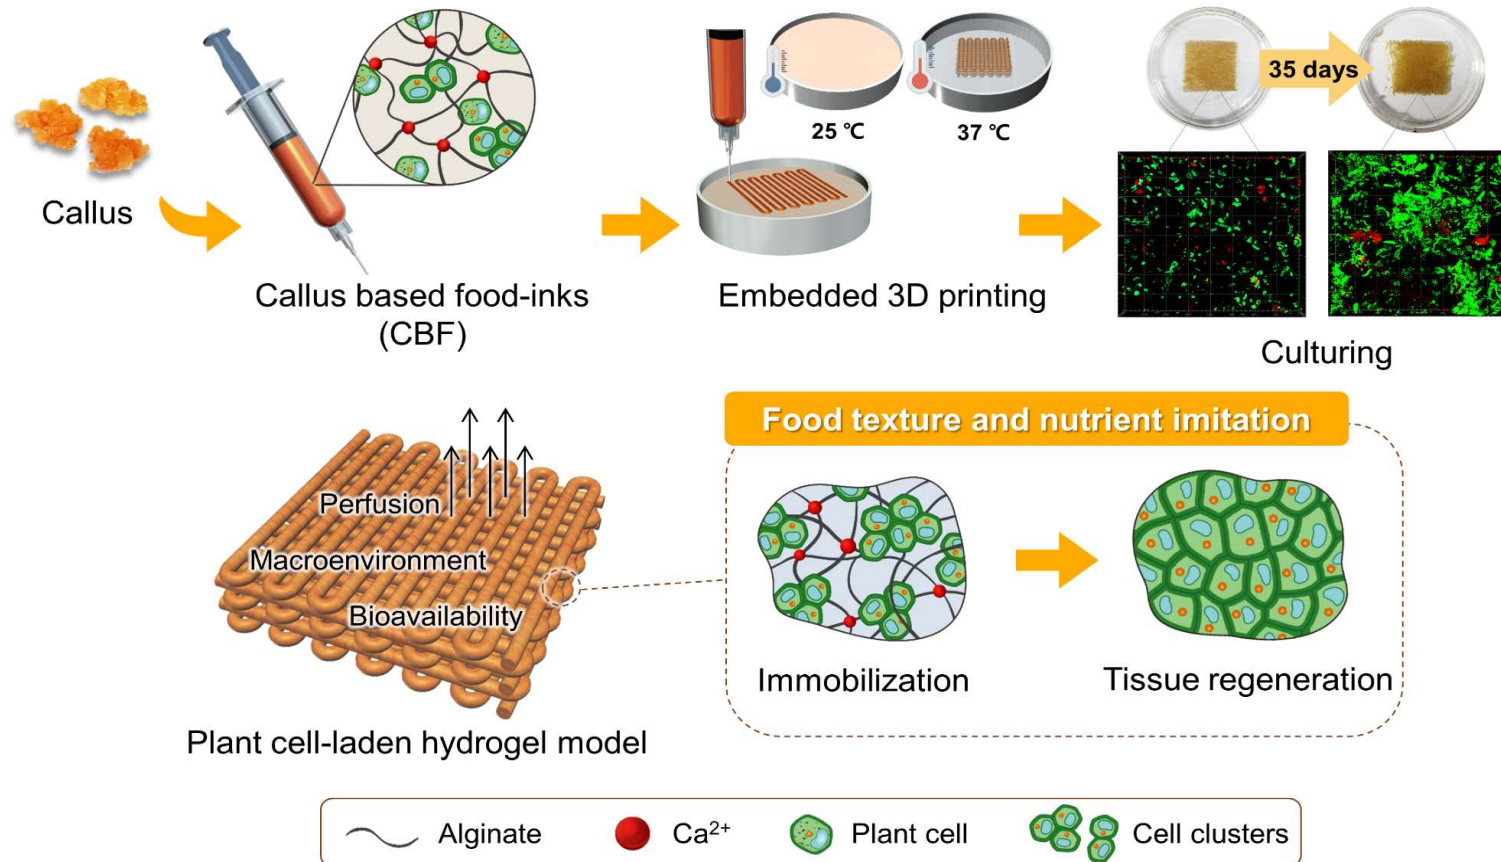 Callus
Callus based food-inks
(CBF)
25 ℃
37 ℃
Embedded 3D printing
35 days
Culturing
Perfusion
Macroenvironment
Bioavailability
Plant cell-laden hydrogel model
Food texture and nutrient imitation
Immobilization
Tissue regeneration
Alginate
Ca²⁺
Plant cell
Cell clusters